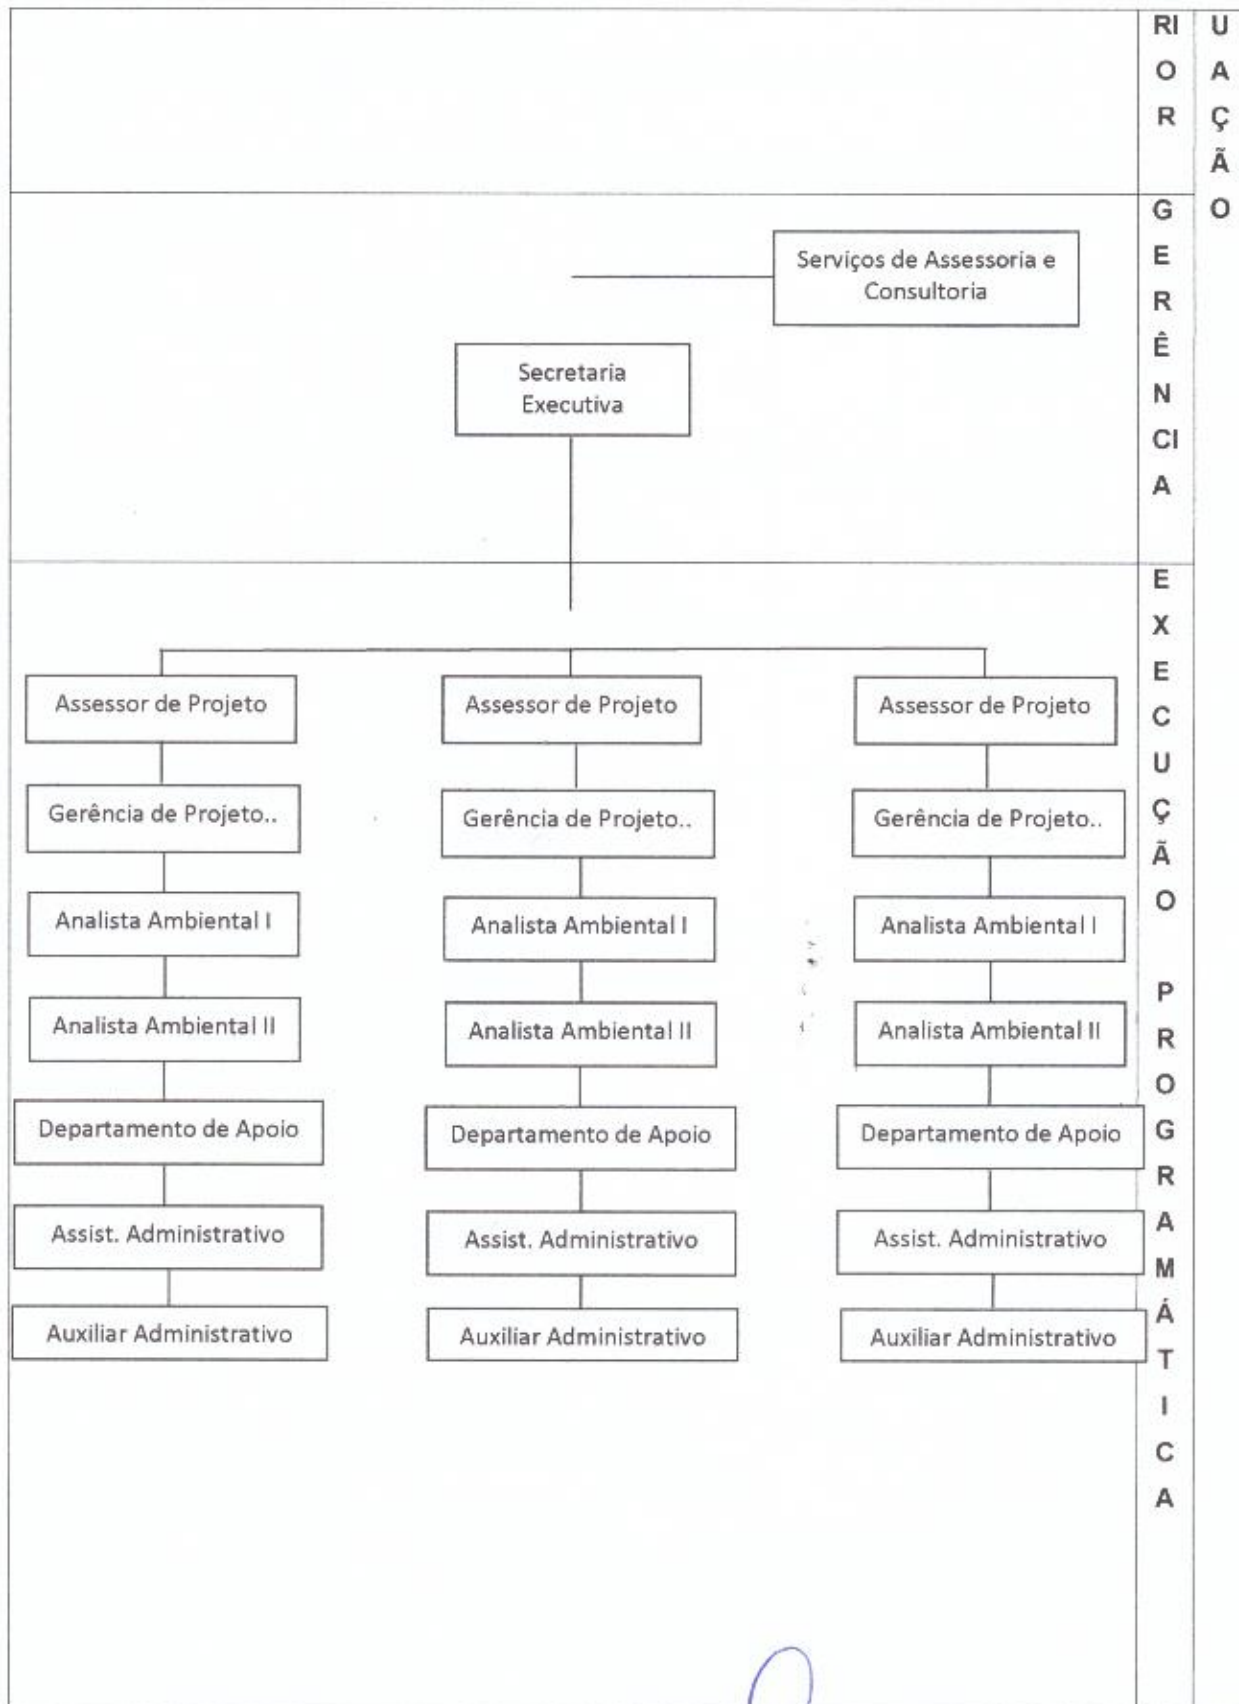 RI
O
R
U
A
Ç
Ã
O
G
E
R
Ê
N
CI
A
Serviços de Assessoria e
Consultoria
Secretaria
Executiva
E
X
E
C
U
Ç
Ã
O
P
R
O
G
R
A
M
Á
T
I
C
A
Assessor de Projeto
Assessor de Projeto
Assessor de Projeto
Gerência de Projeto..
Gerência de Projeto..
Gerência de Projeto..
Analista Ambiental I
Analista Ambiental I
Analista Ambiental I
Analista Ambiental II
Analista Ambiental II
Analista Ambiental II
Departamento de Apoio
Departamento de Apoio
Departamento de Apoio
Assist. Administrativo
Assist. Administrativo
Assist. Administrativo
Auxiliar Administrativo
Auxiliar Administrativo
Auxiliar Administrativo